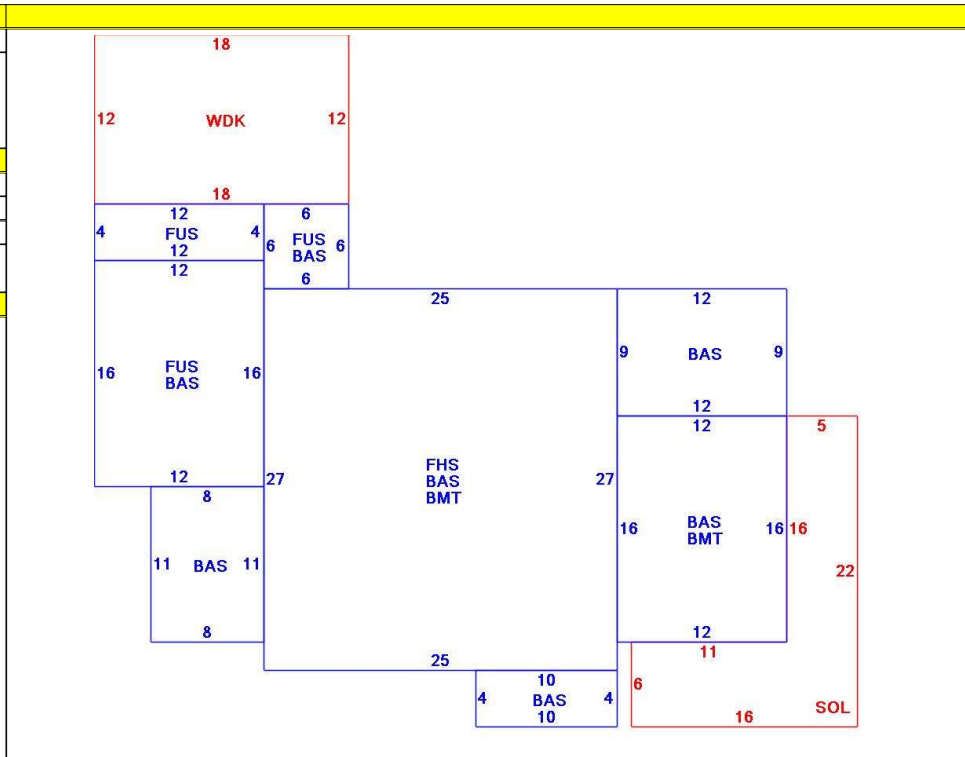 18
12 WDK 12
18
12 6
4 FUS 4 6 FUS 6
BAS
12
12 6
25 12
16 FUS 16
BAS
9 BAS 9
12
12 5
12
8
27 FHS 27
BAS
BMT
16 BAS 16 16
BMT
11 BAS 11
22
8
12
25 11
10
4 BAS 4 6
10
16 SOL